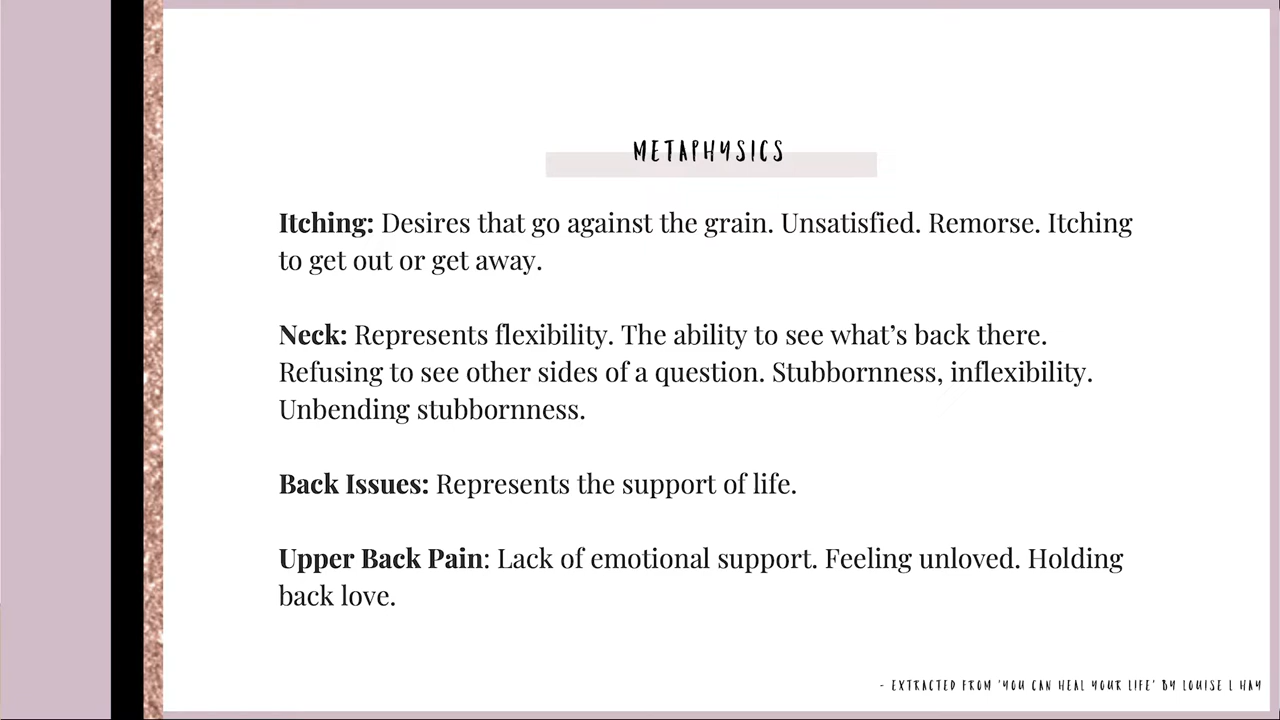 METAPHYSICS
Itching: Desires that go against the grain. Unsatisfied. Remorse. Itching
to get out or get away.
Neck: Represents flexibility. The ability to see what’s back there.
Refusing to see other sides of a question. Stubbornness, inflexibility.
Unbending stubbornness.
Back Issues: Represents the support of life.
Upper Back Pain: Lack of emotional support. Feeling unloved. Holding
back love.
- EXTRACTED FROM 'YOU CAN HEAL YOUR LIFE' BY LOUISE L HAY